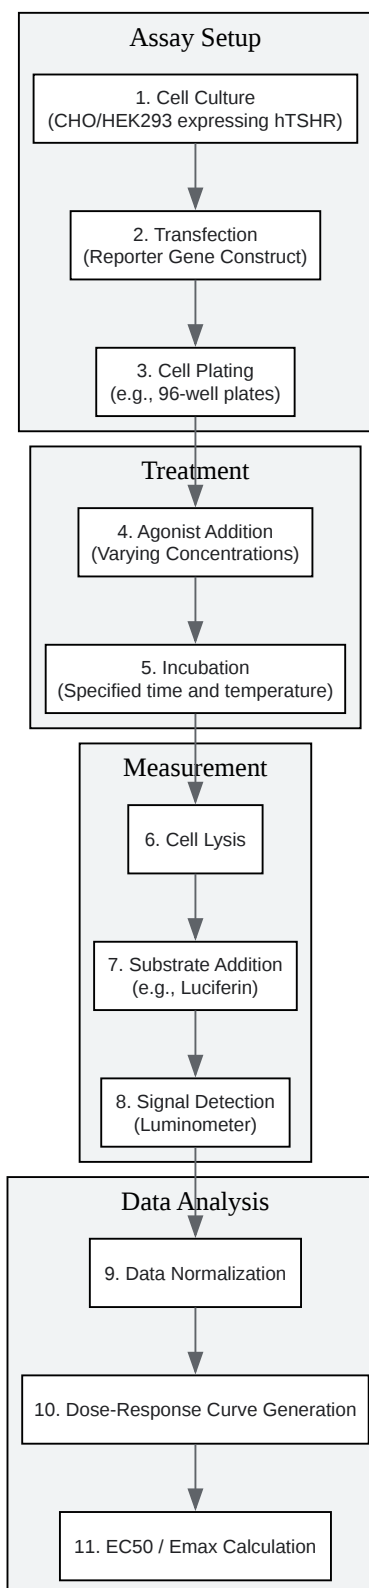 Assay Setup
1. Cell Culture
(CHO/HEK293 expressing hTSHR)
2. Transfection
(Reporter Gene Construct)
3. Cell Plating
(e.g., 96-well plates)
Treatment
4. Agonist Addition
(Varying Concentrations)
5. Incubation
(Specified time and temperature)
Measurement
6. Cell Lysis
7. Substrate Addition
(e.g., Luciferin)
8. Signal Detection
(Luminometer)
Data Analysis
9. Data Normalization
10. Dose-Response Curve Generation
11. EC50 / Emax Calculation